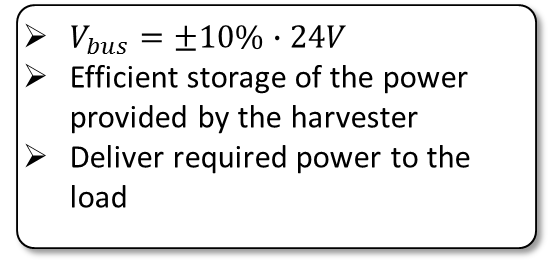 ➢ V_bus = ±10% · 24V
➢ Efficient storage of the power
provided by the harvester
➢ Deliver required power to the
load